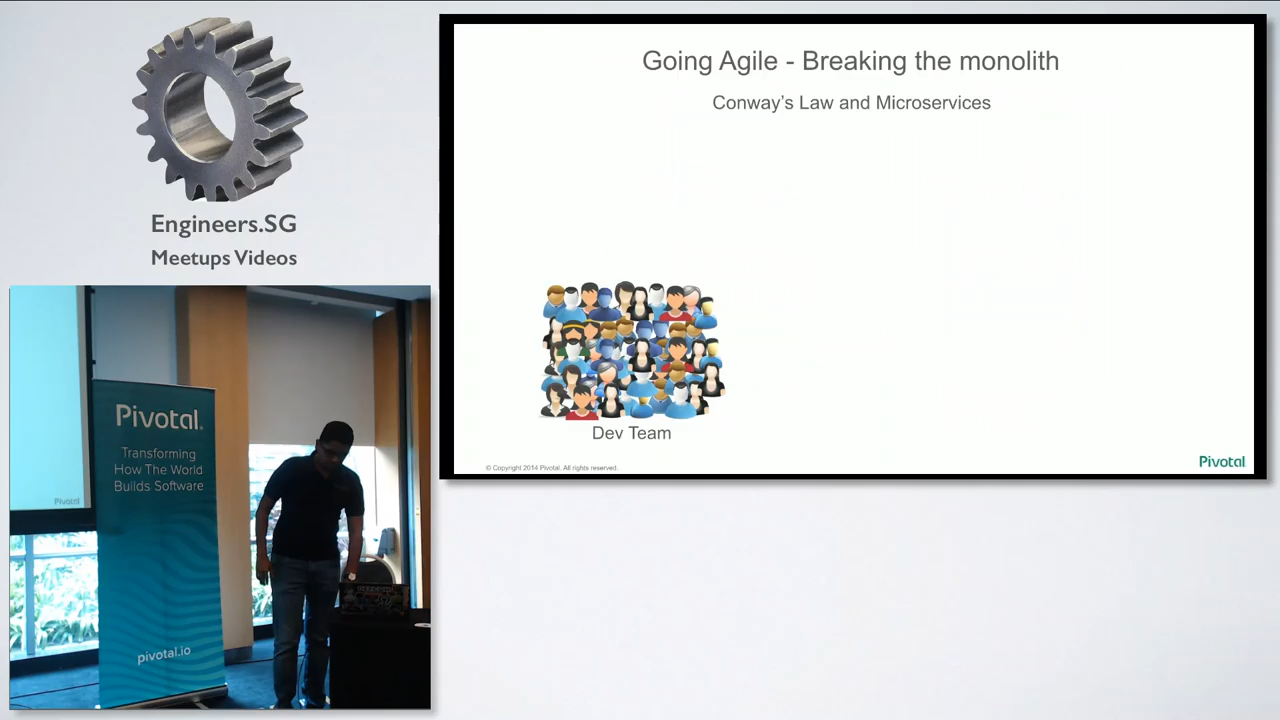 Engineers.SG
Meetups Videos
Going Agile - Breaking the monolith
Conway's Law and Microservices
Dev Team
© Copyright 2014 Pivotal. All rights reserved.
Pivotal
Pivotal
Transforming
How The World
Builds Software
Pivotal
pivotal.io